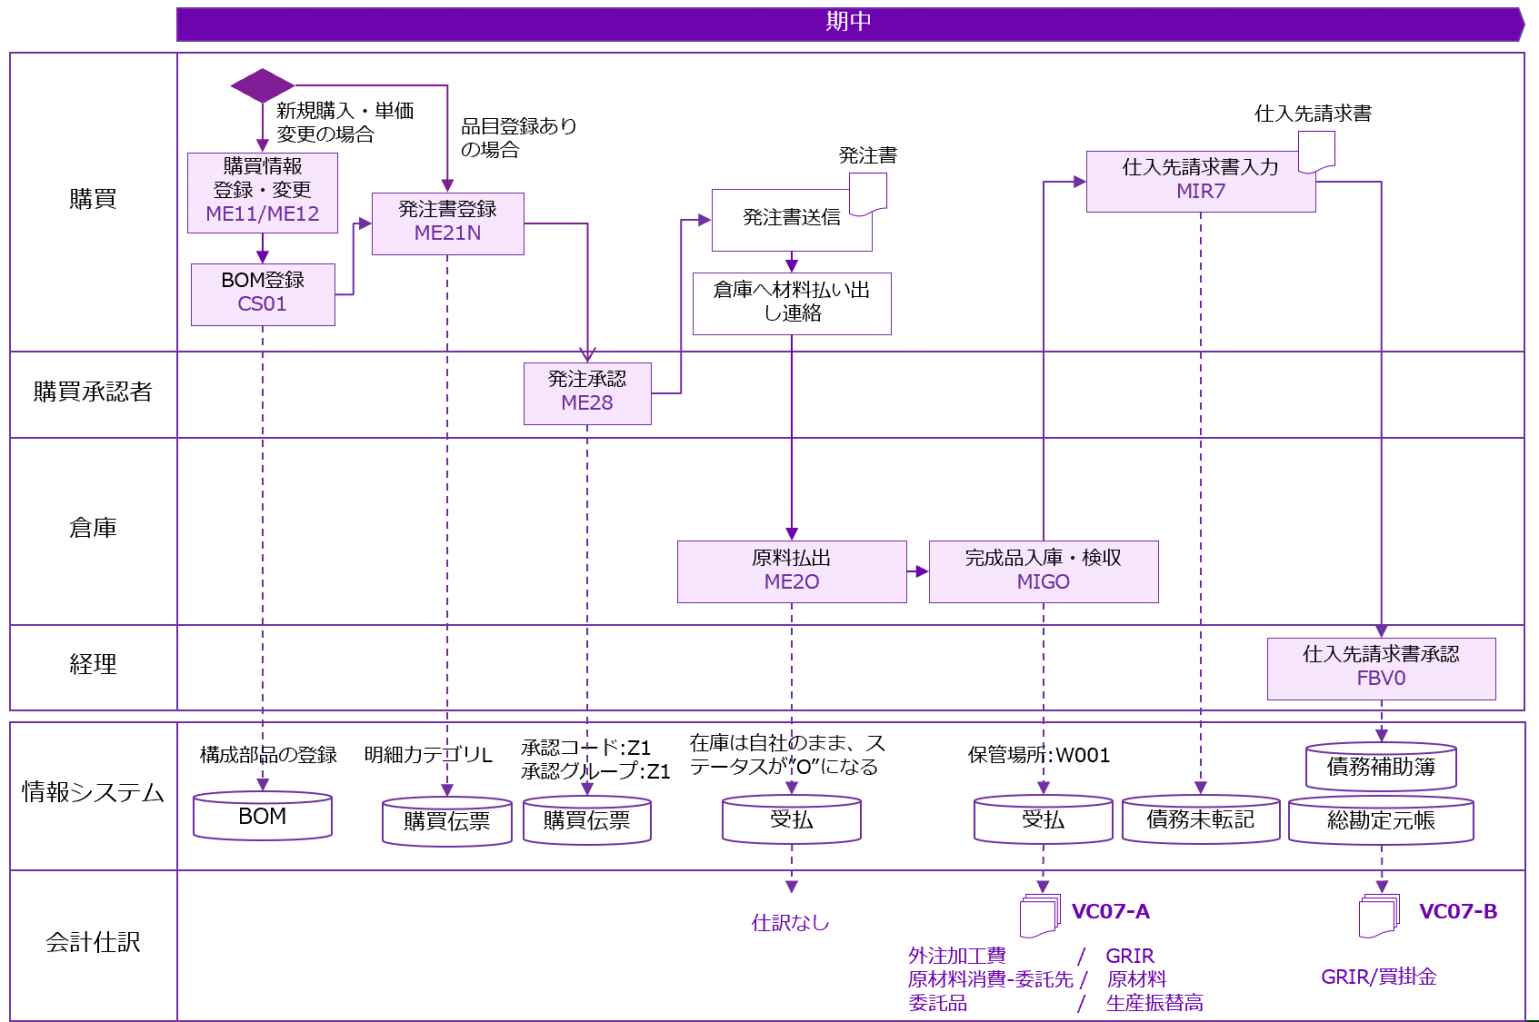 期中
購買
新規購入・単価
変更の場合
品目登録あり
の場合
購買情報
登録・変更
ME11/ME12
BOM登録
CS01
発注書登録
ME21N
発注書
発注書送信
倉庫へ材料払い出
し連絡
仕入先請求書
仕入先請求書入力
MIR7
購買承認者
発注承認
ME28
倉庫
原料払出
ME2O
完成品入庫・検収
MIGO
経理
仕入先請求書承認
FBV0
情報システム
構成部品の登録
BOM
明細カテゴリL
購買伝票
承認コード:Z1
承認グループ:Z1
購買伝票
在庫は自社のまま、ス
テータスが“O”になる
受払
保管場所:W001
受払
債務未転記
債務補助簿
総勘定元帳
会計仕訳
仕訳なし
VC07-A
外注加工費 / GRIR
原材料消費-委託先 / 原材料
委託品 / 生産振替高
VC07-B
GRIR/買掛金